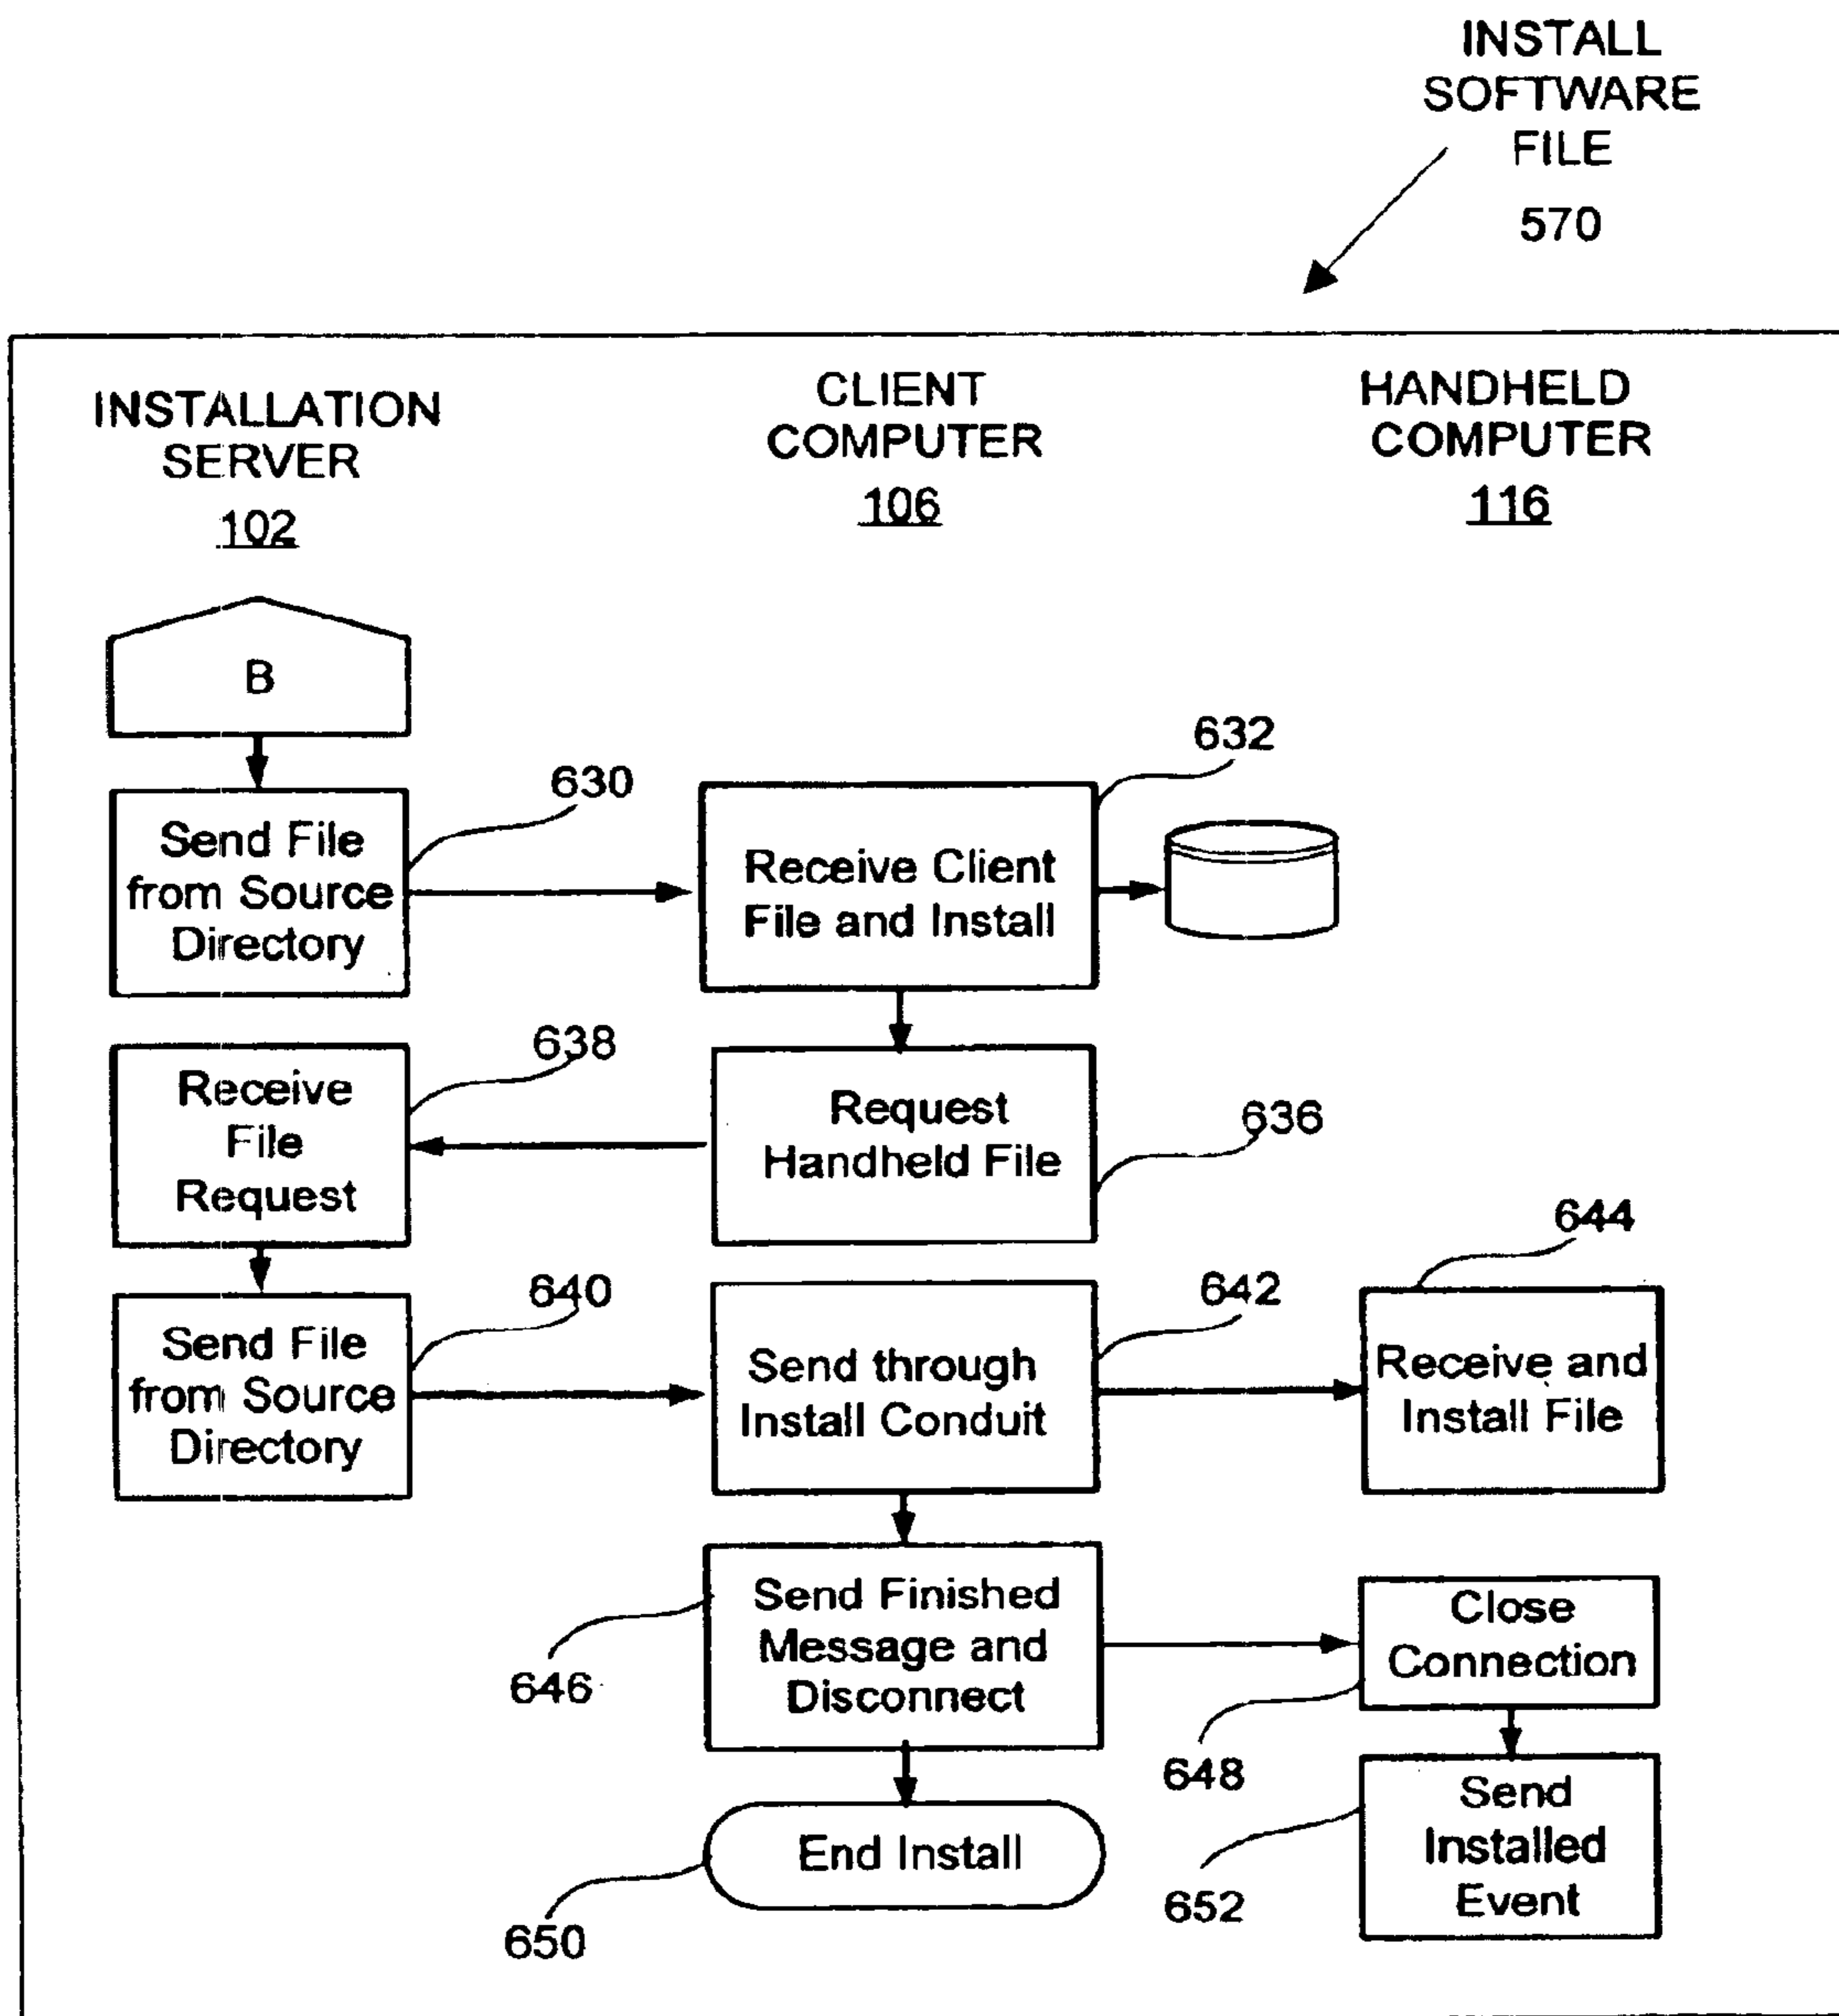 INSTALL
SOFTWARE
FILE
570
INSTALLATION
SERVER
102
CLIENT
COMPUTER
106
HANDHELD
COMPUTER
116
B
630
632
Send File
from Source
Directory
Receive Client
File and Install
638
Receive
File
Request
Request
Handheld File
636
644
640
642
Send File
from Source
Directory
Send through
Install Conduit
Receive and
Install File
Send Finished
Message and
Disconnect
646
Close
Connection
648
End Install
650
Send
Installed
Event
652